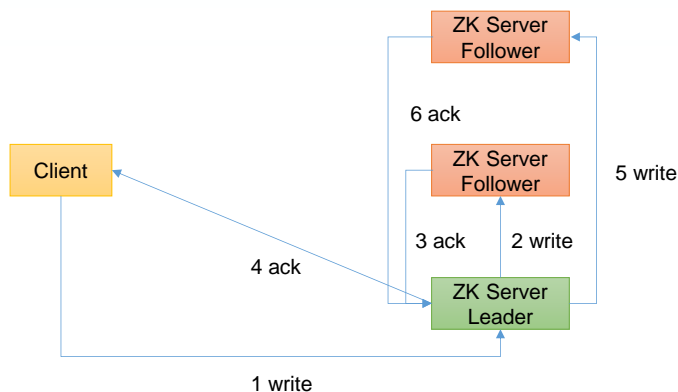 ZK Server
Follower
6 ack
Client
ZK Server
Follower
5 write
3 ack
2 write
4 ack
ZK Server
Leader
1 write